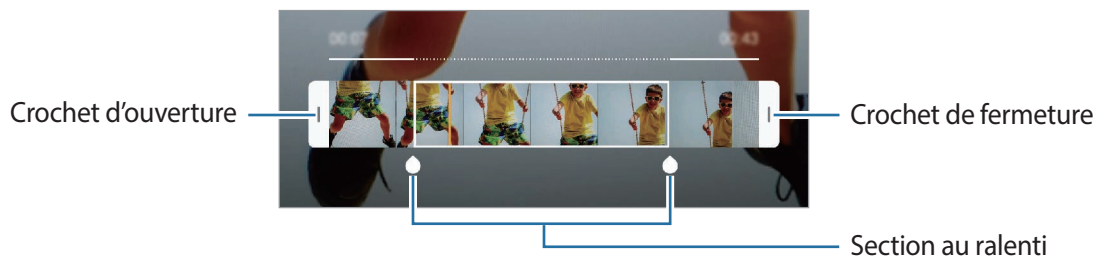 00:07 00:43
Crochet d’ouverture
Crochet de fermeture
Section au ralenti